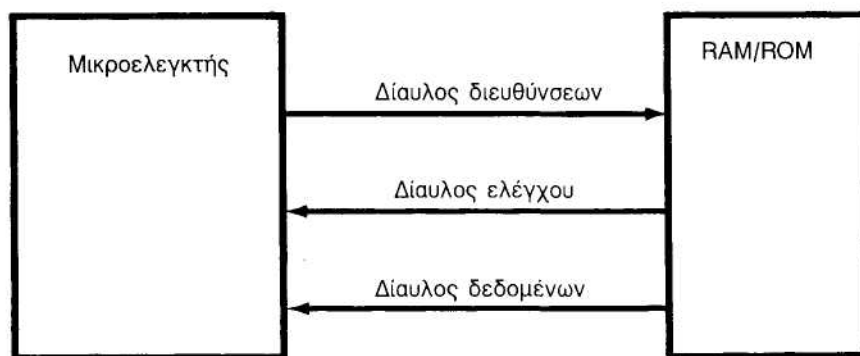 Μικροελεγκτής
RAM/ROM
Δίαυλος διευθύνσεων
Δίαυλος ελέγχου
Δίαυλος δεδομένων